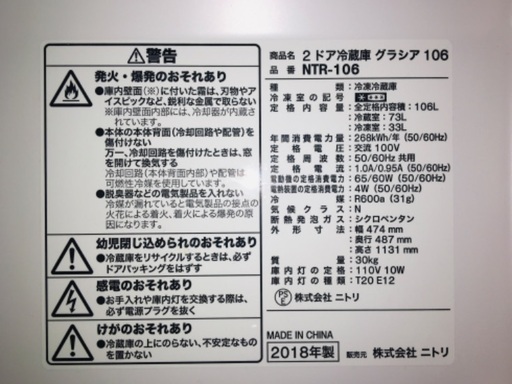 警告
発火・爆発のおそれあり
●庫内壁面(※)に付いた霜は、刃物やア
イスピックなど、鋭利な金属で取らない
※庫内壁面内部には、冷却器が内蔵さ
れています
●本体の本体背面(冷却回路や配管)を
傷付けない
万一、冷却回路を傷付けたときは、窓
を開けて換気する
冷却回路(本体背面内部)や配管は
可燃性冷媒を使用しています。
●脱臭器などの電気製品を入れない
冷媒が漏れていると、電気製品の接点の
火花による着火、着火による爆発の原因
になります。
幼児閉じ込められのおそれあり
●冷蔵庫をリサイクルするときは、必ず
ドアパッキングをはずす
感電のおそれあり
●お手入れや庫内灯を交換する際は、
必ず電源プラグを抜く
けがのおそれあり
●冷蔵庫の上にのらない、不安定なもの
を置かない
商品名 2ドア冷蔵庫 グラシア 106
品番 NTR-106
種類 :冷凍冷蔵庫
冷凍室の記号 :
定格内容積 :全定格内容積:106L
:冷蔵室:73L
:冷凍室:33L
年間消費電力量 :268kWh/年 (50/60Hz)
定格電圧 :交流 100V
定格周波数 :50/60Hz 共用
定格電流 :1.0A/0.95A (50/60Hz)
電動機の定格消費電力 :65/60W (50/60Hz)
電熱装置の定格消費電力 :4W (50/60Hz)
冷媒 :R600a (31g)
気候クラス :N
断熱発泡ガス :シクロペンタン
外形寸法 :幅 474 mm
:奥行 487 mm
:高さ 1131 mm
質量 :30kg
庫内灯の定格 :110V 10W
庫内灯の形式 :T20 E12
PSE 株式会社 ニトリ
MADE IN CHINA
2018年製 販売元 株式会社 ニトリ